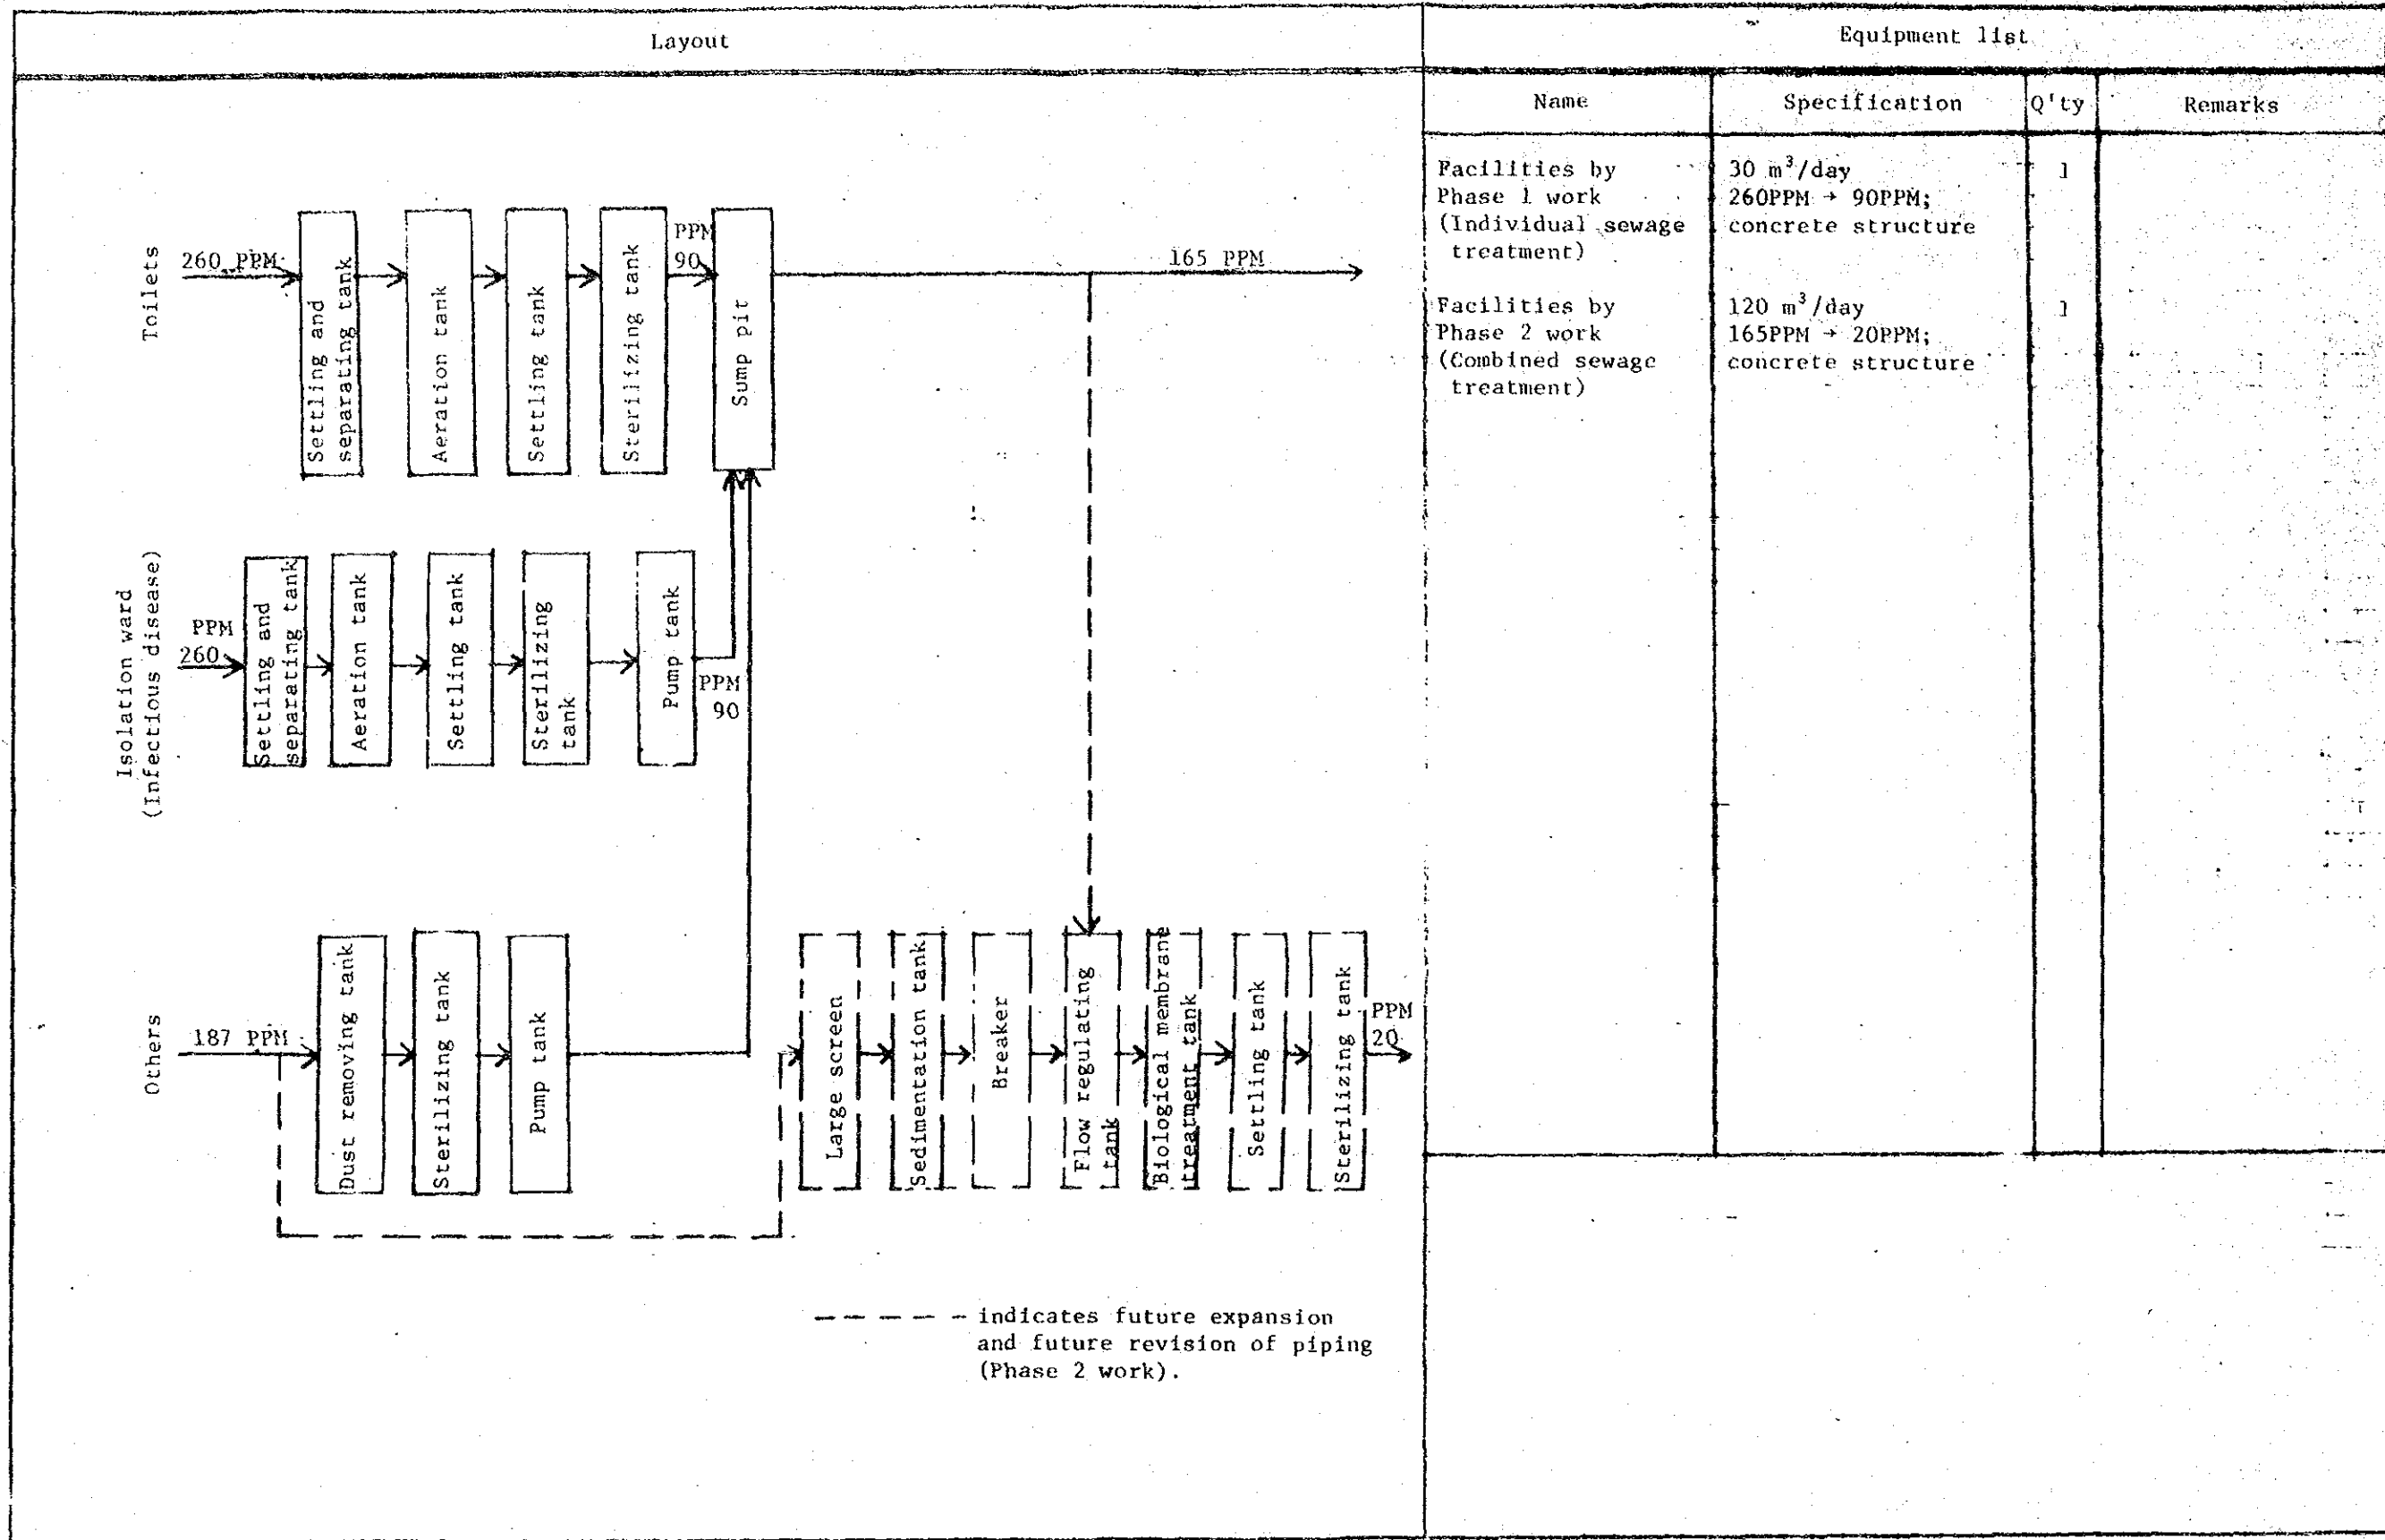 Layout
Equipment list
Name
Specification
Q'ty
Remarks
Facilities by
Phase 1 work
(Individual sewage
treatment)
30 m³/day
260PPM → 90PPM;
concrete structure
1
Facilities by
Phase 2 work
(Combined sewage
treatment)
120 m³/day
165PPM → 20PPM;
concrete structure
1
Toilets
260 PPM
Settling and
separating tank
Aeration tank
Settling tank
Sterilizing tank
PPM
90
Sump pit
165 PPM
Isolation ward
(Infectious disease)
PPM
260
Settling and
separating tank
Aeration tank
Settling tank
Sterilizing
tank
Pump tank
PPM
90
Others
187 PPM
Dust removing tank
Sterilizing tank
Pump tank
Large screen
Sedimentation tank
Breaker
Flow regulating
tank
Biological membrane
treatment tank
Settling tank
Sterilizing tank
PPM
20
indicates future expansion
and future revision of piping
(Phase 2 work).